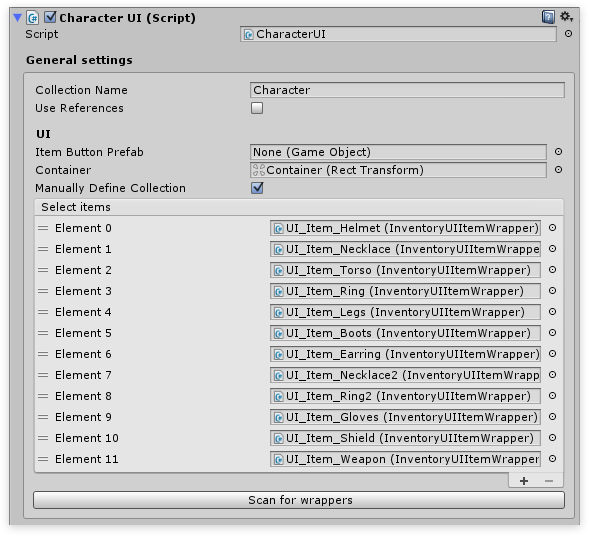 Character UI (Script)
Script CharacterUI
General settings
Collection Name Character
Use References
UI
Item Button Prefab None (Game Object)
Container Container (Rect Transform)
Manually Define Collection
Select items
Element 0 UI_Item_Helmet (InventoryUIItemWrapper)
Element 1 UI_Item_Necklace (InventoryUIItemWrappe
Element 2 UI_Item_Torso (InventoryUIItemWrapper)
Element 3 UI_Item_Ring (InventoryUIItemWrapper)
Element 4 UI_Item_Legs (InventoryUIItemWrapper)
Element 5 UI_Item_Boots (InventoryUIItemWrapper)
Element 6 UI_Item_Earring (InventoryUIItemWrapper)
Element 7 UI_Item_Necklace2 (InventoryUIItemWrapp
Element 8 UI_Item_Ring2 (InventoryUIItemWrapper)
Element 9 UI_Item_Gloves (InventoryUIItemWrapper)
Element 10 UI_Item_Shield (InventoryUIItemWrapper)
Element 11 UI_Item_Weapon (InventoryUIItemWrapper
Scan for wrappers